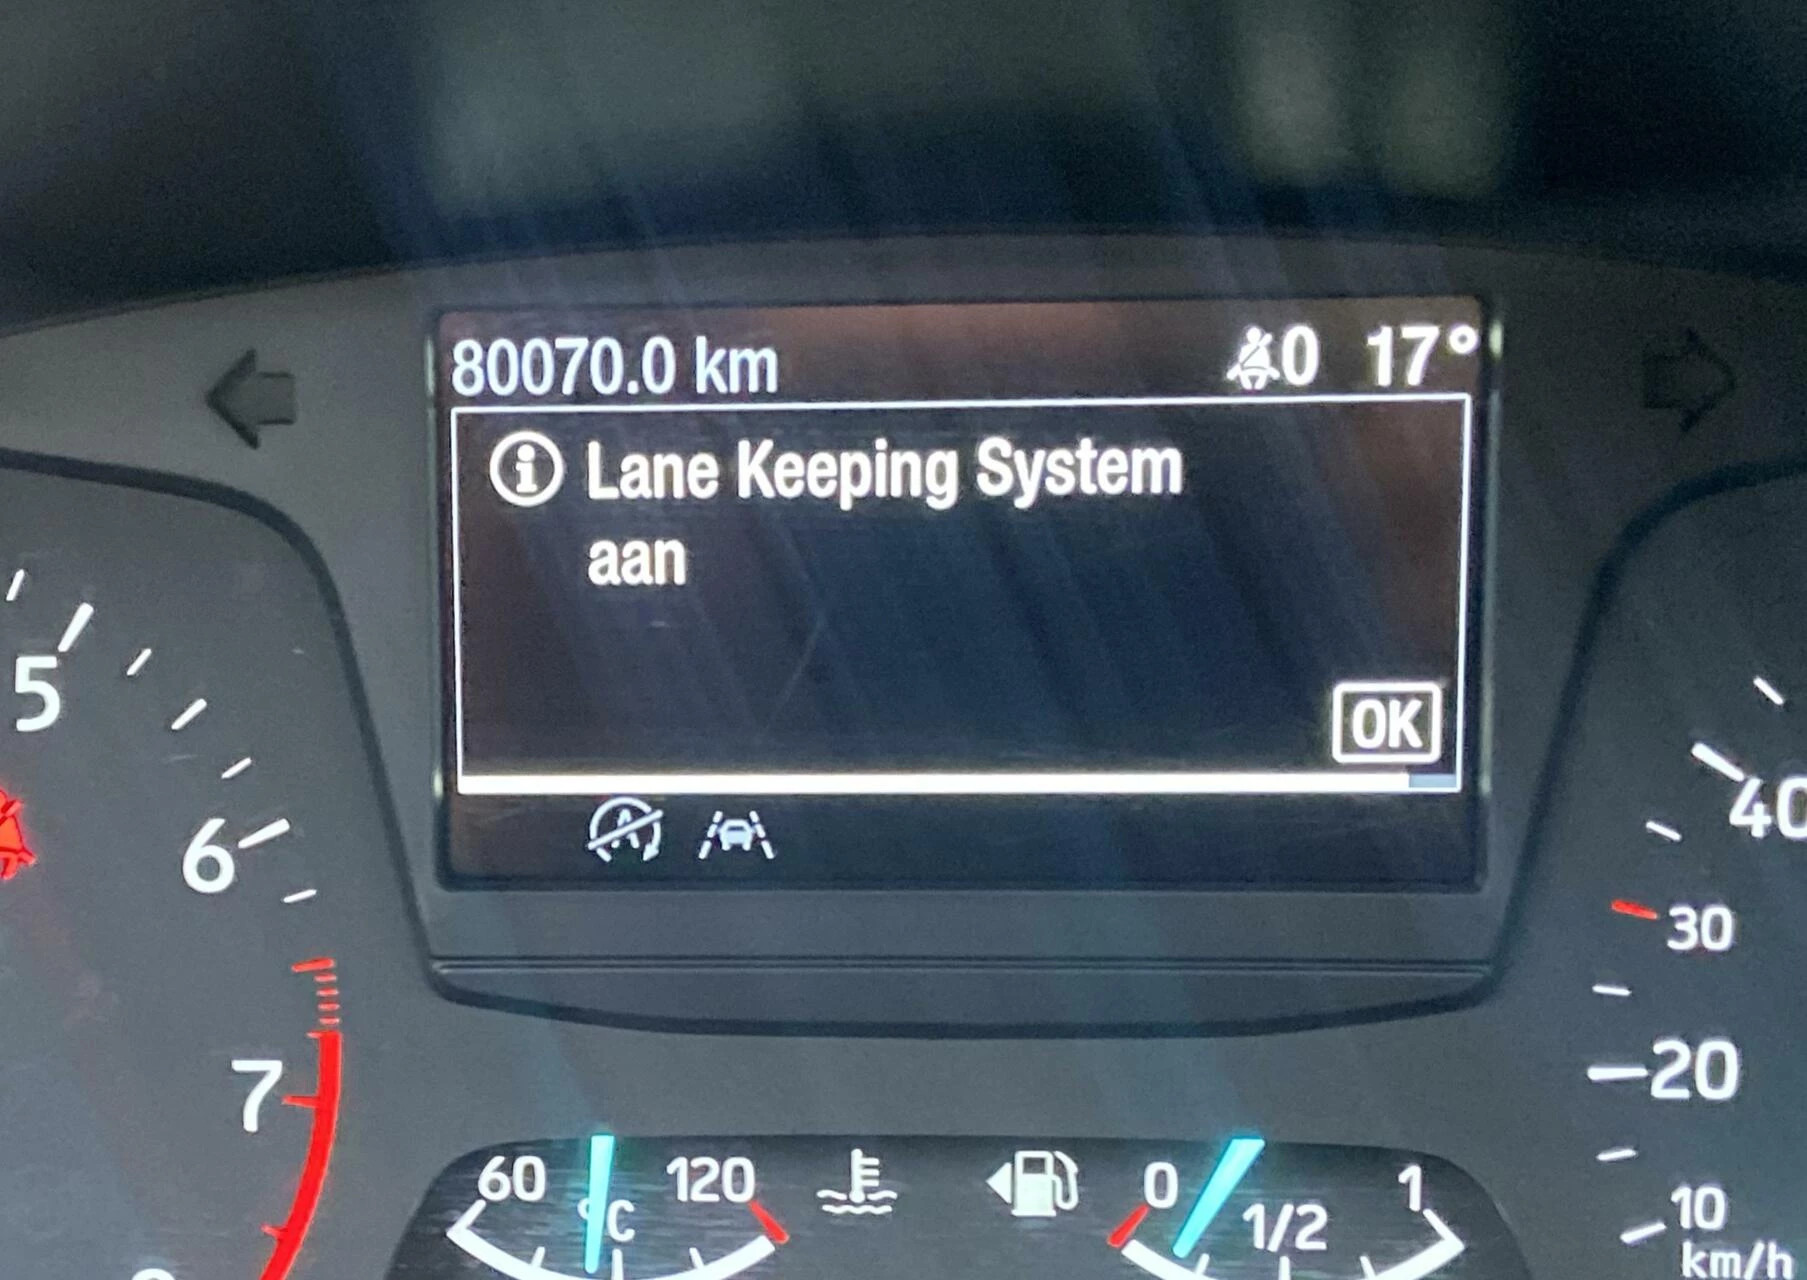 80070.0 km 0 17°
Lane Keeping System
aan
OK
A
5
6
7
40
30
20
10
km/h
60 °C 120
0 1/2 1